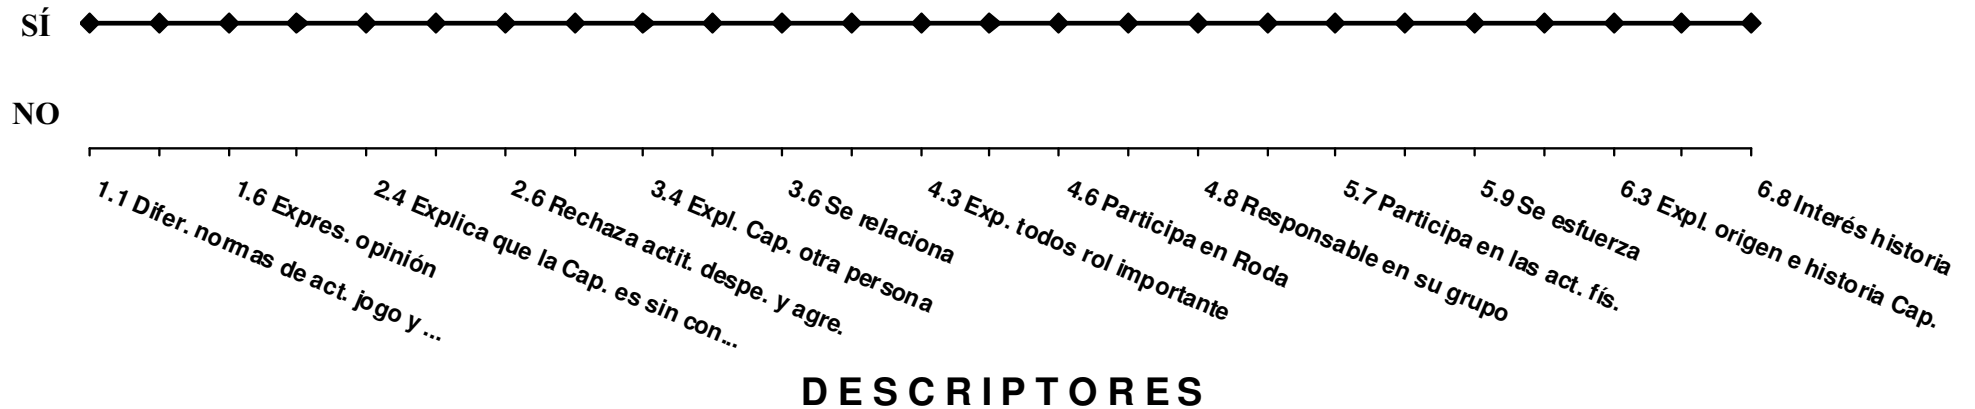 SÍ
NO
1.1 Difer. normas de act. jogo y ...
1.6 Expres. opinión
2.4 Explica que la Cap. es sin con...
2.6 Rechaza actit. despe. y agre.
3.4 Expl. Cap. otra persona
3.6 Se relaciona
4.3 Exp. todos rol importante
4.6 Participa en Roda
4.8 Responsable en su grupo
5.7 Participa en las act. fís.
5.9 Se esfuerza
6.3 Expl. origen e historia Cap.
6.8 Interés historia
DESCRIPTORES